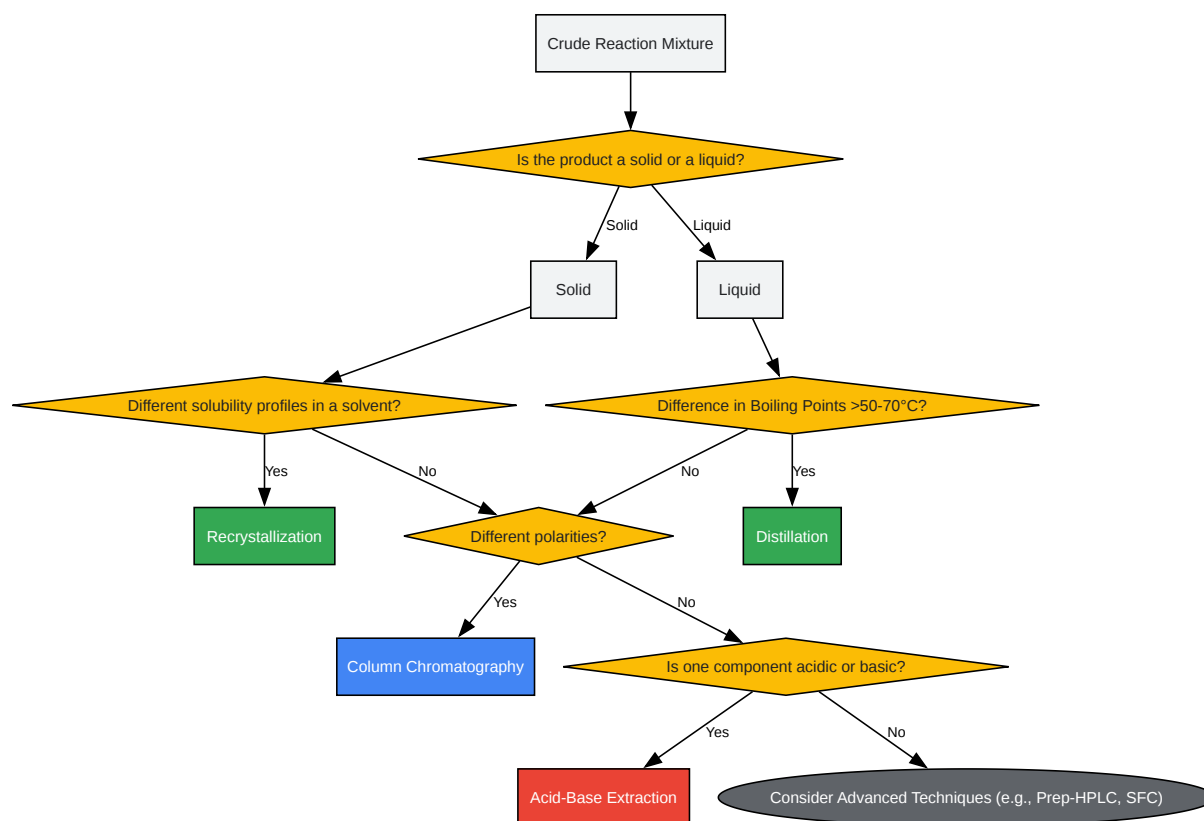 Crude Reaction Mixture
Is the product a solid or a liquid?
Solid
Liquid
Solid
Liquid
Different solubility profiles in a solvent?
Difference in Boiling Points >50-70°C?
Yes
No
No
Yes
Recrystallization
Different polarities?
Distillation
Yes
No
Column Chromatography
Is one component acidic or basic?
Yes
No
Acid-Base Extraction
Consider Advanced Techniques (e.g., Prep-HPLC, SFC)